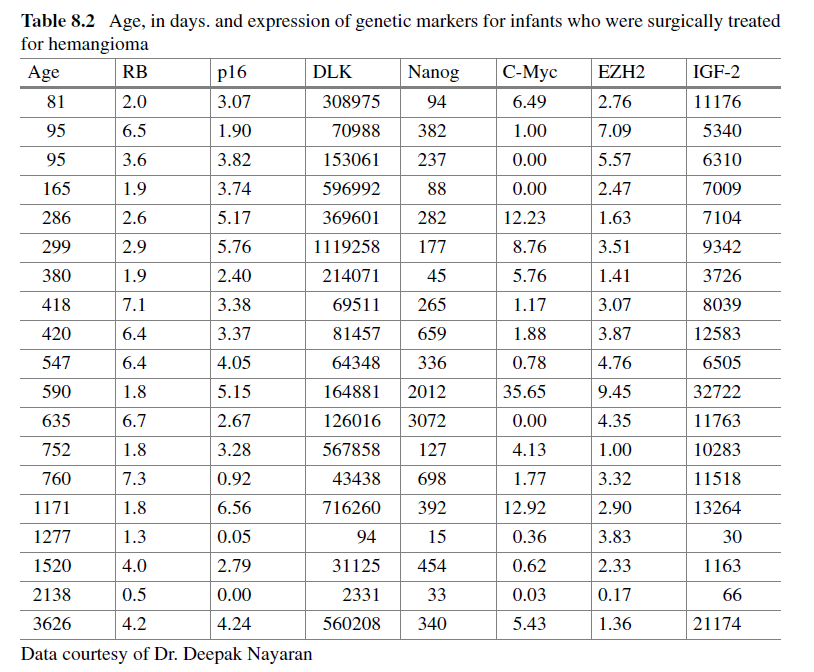 Table 8.2 Age, in days. and expression of genetic markers for infants who were surgically treated
for hemangioma
Age RB p16 DLK Nanog C-Myc EZH2 IGF-2
81 2.0 3.07 308975 94 6.49 2.76 11176
95 6.5 1.90 70988 382 1.00 7.09 5340
95 3.6 3.82 153061 237 0.00 5.57 6310
165 1.9 3.74 596992 88 0.00 2.47 7009
286 2.6 5.17 369601 282 12.23 1.63 7104
299 2.9 5.76 1119258 177 8.76 3.51 9342
380 1.9 2.40 214071 45 5.76 1.41 3726
418 7.1 3.38 69511 265 1.17 3.07 8039
420 6.4 3.37 81457 659 1.88 3.87 12583
547 6.4 4.05 64348 336 0.78 4.76 6505
590 1.8 5.15 164881 2012 35.65 9.45 32722
635 6.7 2.67 126016 3072 0.00 4.35 11763
752 1.8 3.28 567858 127 4.13 1.00 10283
760 7.3 0.92 43438 698 1.77 3.32 11518
1171 1.8 6.56 716260 392 12.92 2.90 13264
1277 1.3 0.05 94 15 0.36 3.83 30
1520 4.0 2.79 31125 454 0.62 2.33 1163
2138 0.5 0.00 2331 33 0.03 0.17 66
3626 4.2 4.24 560208 340 5.43 1.36 21174
Data courtesy of Dr. Deepak Nayaran